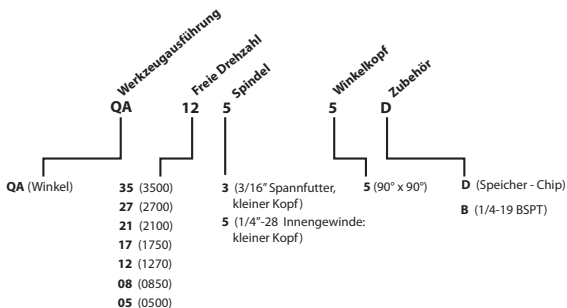 Werkzeugausführung
Freie Drehzahl
Spindel
Winkelkopf
Zubehör
QA 12 5 5 D
QA (Winkel)
35 (3500)
27 (2700)
21 (2100)
17 (1750)
12 (1270)
08 (0850)
05 (0500)
3 (3/16" Spannfutter,
kleiner Kopf)
5 (1/4"-28 Innengewinde:
kleiner Kopf)
5 (90° x 90°)
D (Speicher - Chip)
B (1/4-19 BSPT)